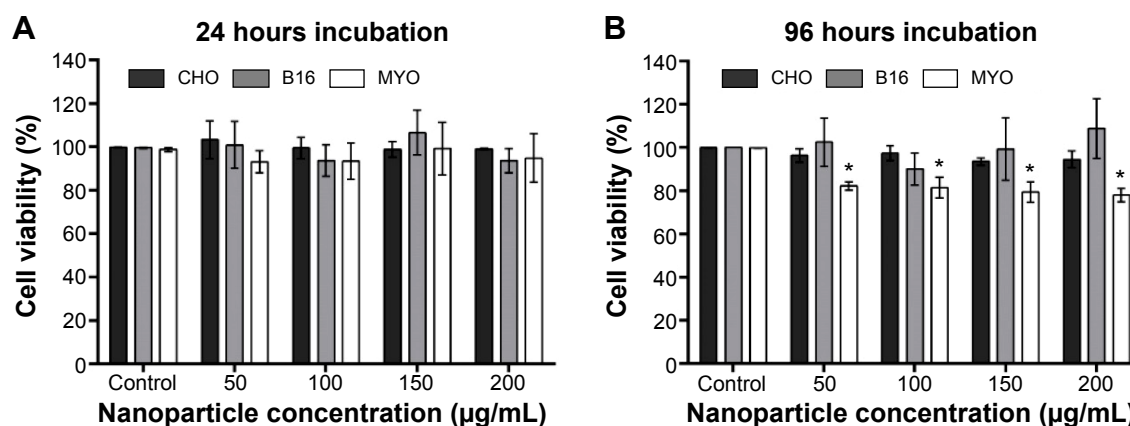 A
24 hours incubation
CHO B16 MYO
Cell viability (%)
140
120
100
80
60
40
20
0
Control 50 100 150 200
Nanoparticle concentration (µg/mL)
B
96 hours incubation
CHO B16 MYO
Cell viability (%)
140
120
100
80
60
40
20
0
* * * *
Control 50 100 150 200
Nanoparticle concentration (µg/mL)